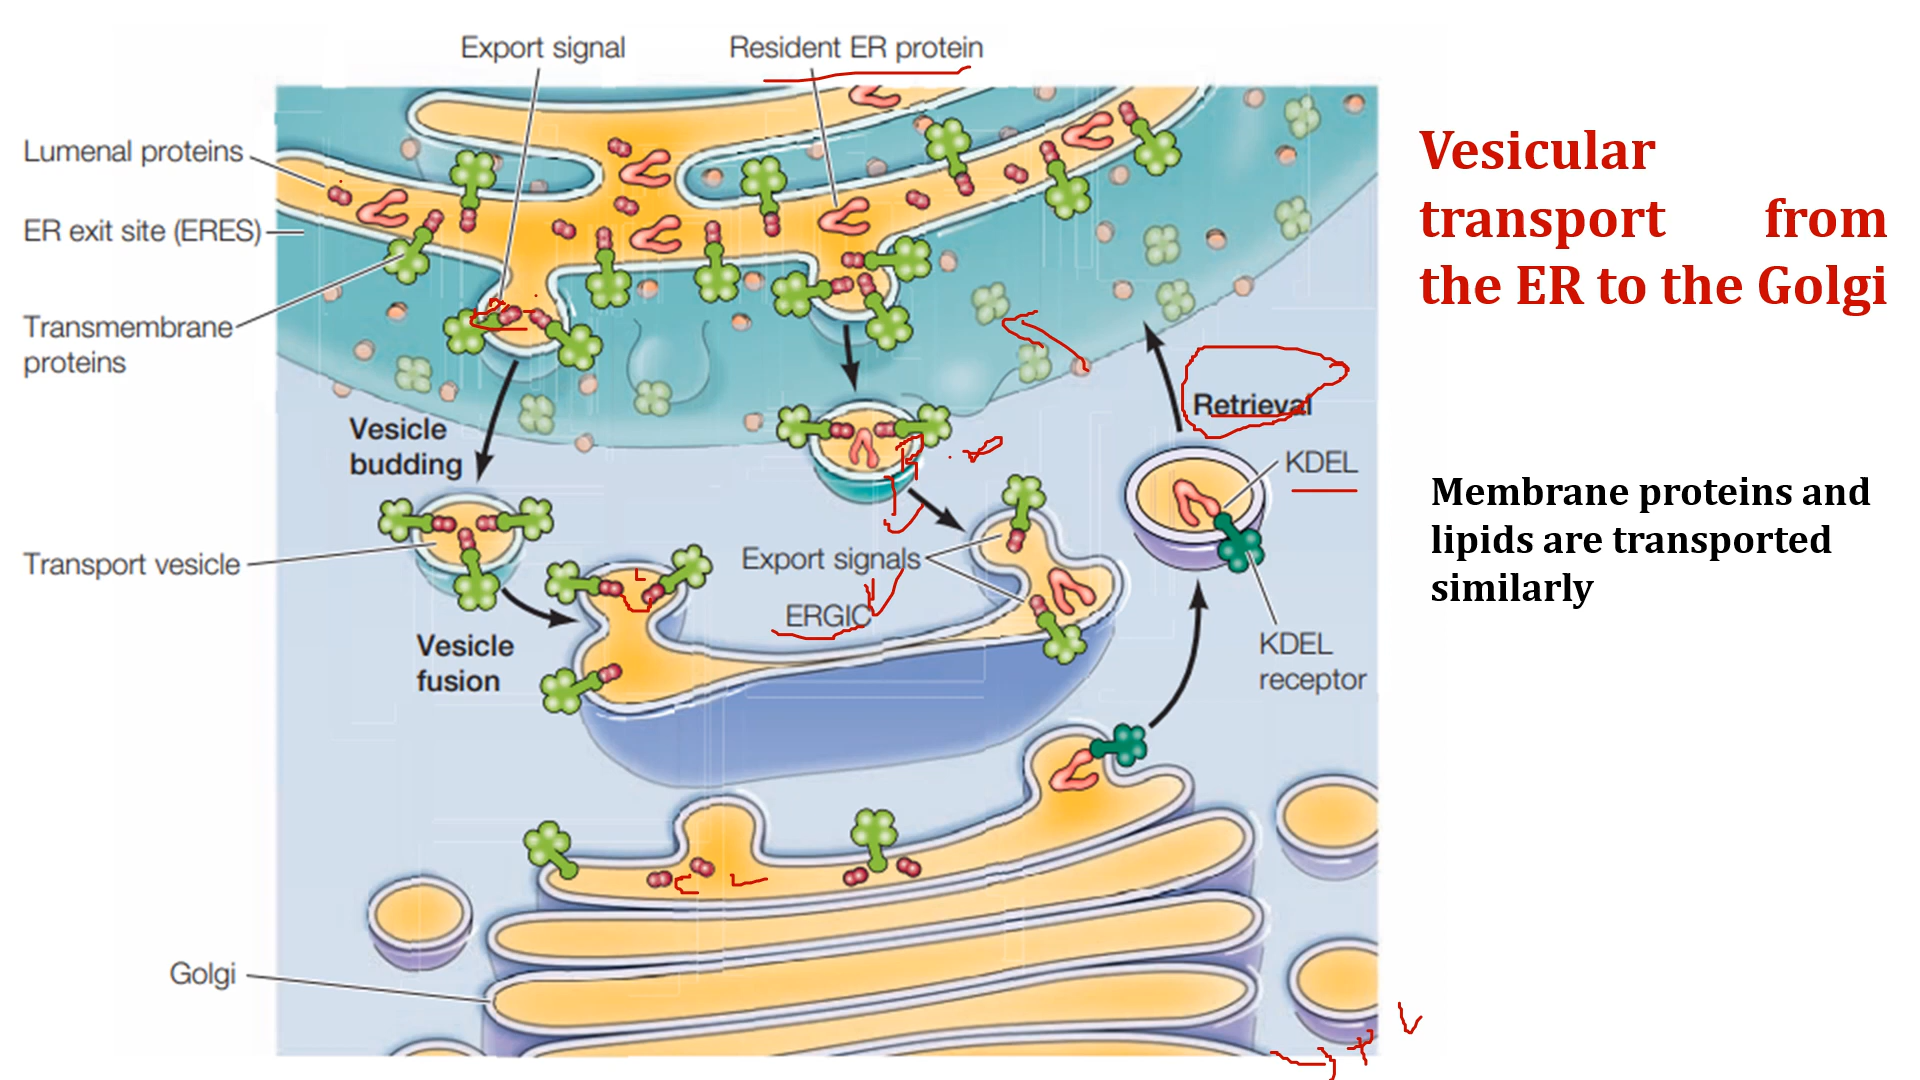 Export signal
Resident ER protein
Lumenal proteins
ER exit site (ERES)
Transmembrane
proteins
Vesicle
budding
Transport vesicle
Vesicle
fusion
Export signals
ERGIC
Retrieval
KDEL
KDEL
receptor
Golgi
Vesicular
transport from
the ER to the Golgi
Membrane proteins and
lipids are transported
similarly